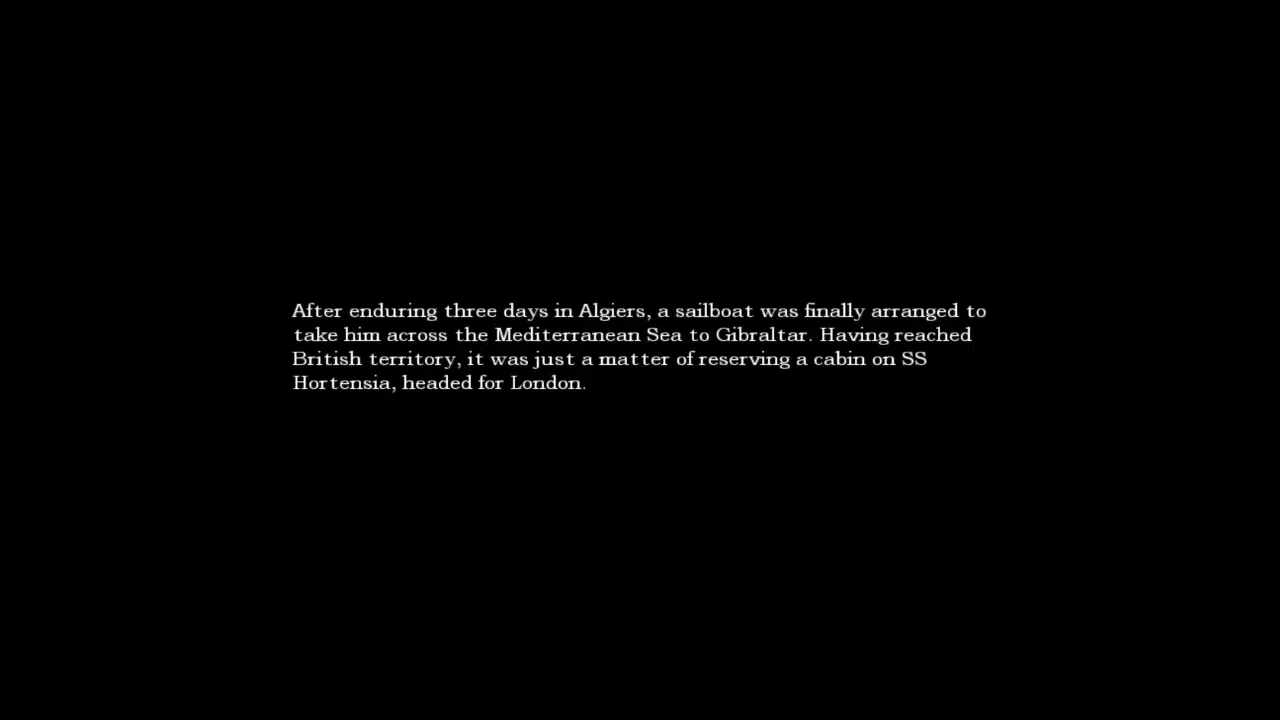 After enduring three days in Algiers, a sailboat was finally arranged to
take him across the Mediterranean Sea to Gibraltar. Having reached
British territory, it was just a matter of reserving a cabin on SS
Hortensia, headed for London.